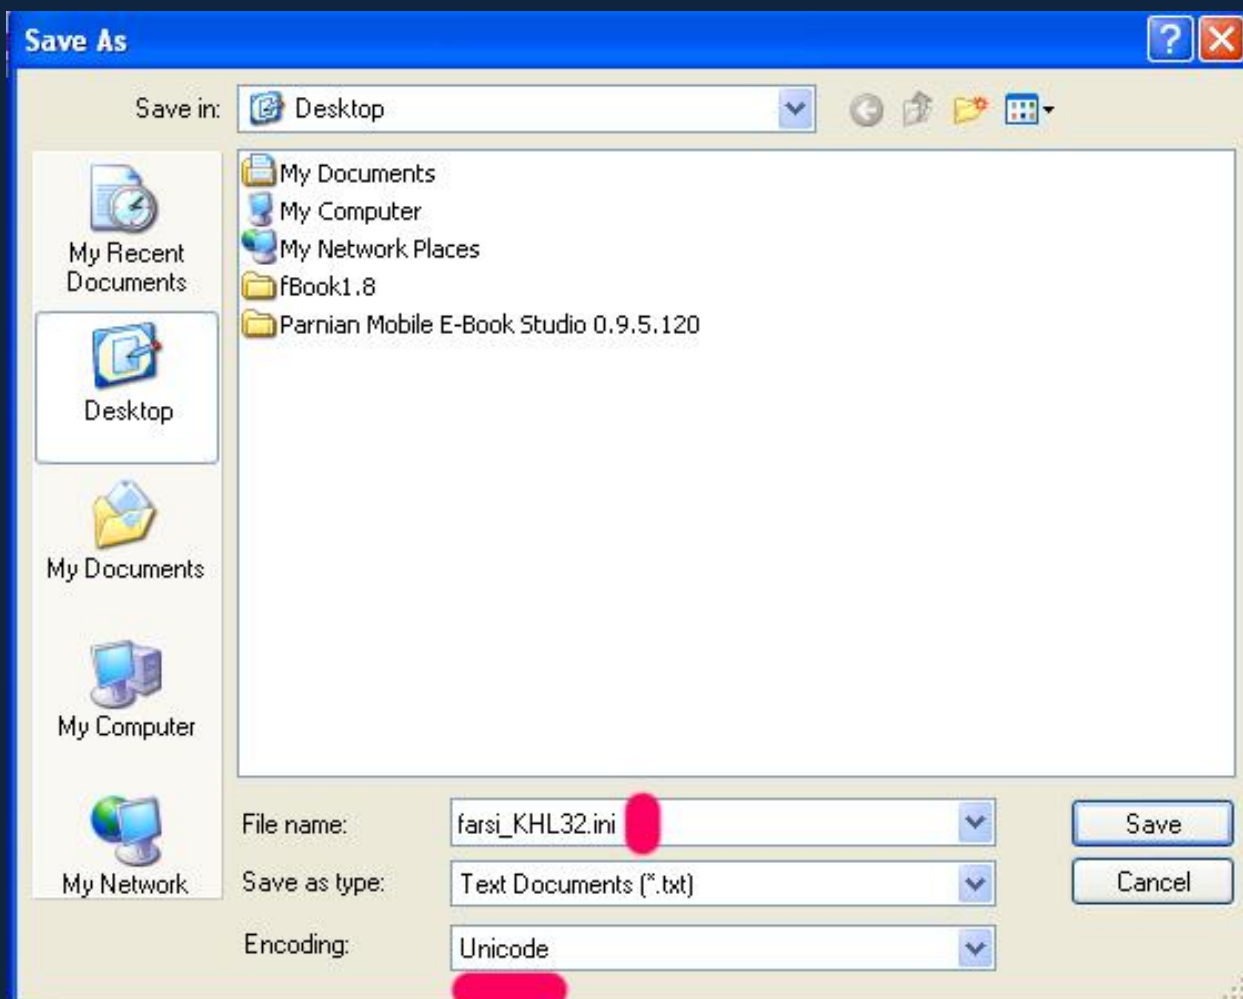 Save As
Save in:
Desktop
My Documents
My Computer
My Network Places
fBook1.8
Parnian Mobile E-Book Studio 0.9.5.120
My Recent
Documents
Desktop
My Documents
My Computer
My Network
File name:
farsi_KHL32.ini
Save
Save as type:
Text Documents (*.txt)
Cancel
Encoding:
Unicode